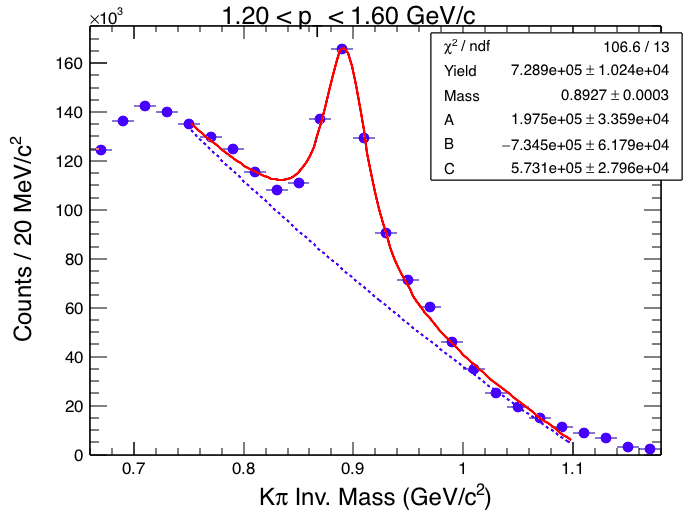 1.20 < p < 1.60 GeV/c
×10³
χ² / ndf 106.6 / 13
Yield 7.289e+05 ± 1.024e+04
Mass 0.8927 ± 0.0003
A 1.975e+05 ± 3.359e+04
B −7.345e+05 ± 6.179e+04
C 5.731e+05 ± 2.796e+04
Counts / 20 MeV/c²
160
140
120
100
80
60
40
20
0
0.7 0.8 0.9 1 1.1
Kπ Inv. Mass (GeV/c²)